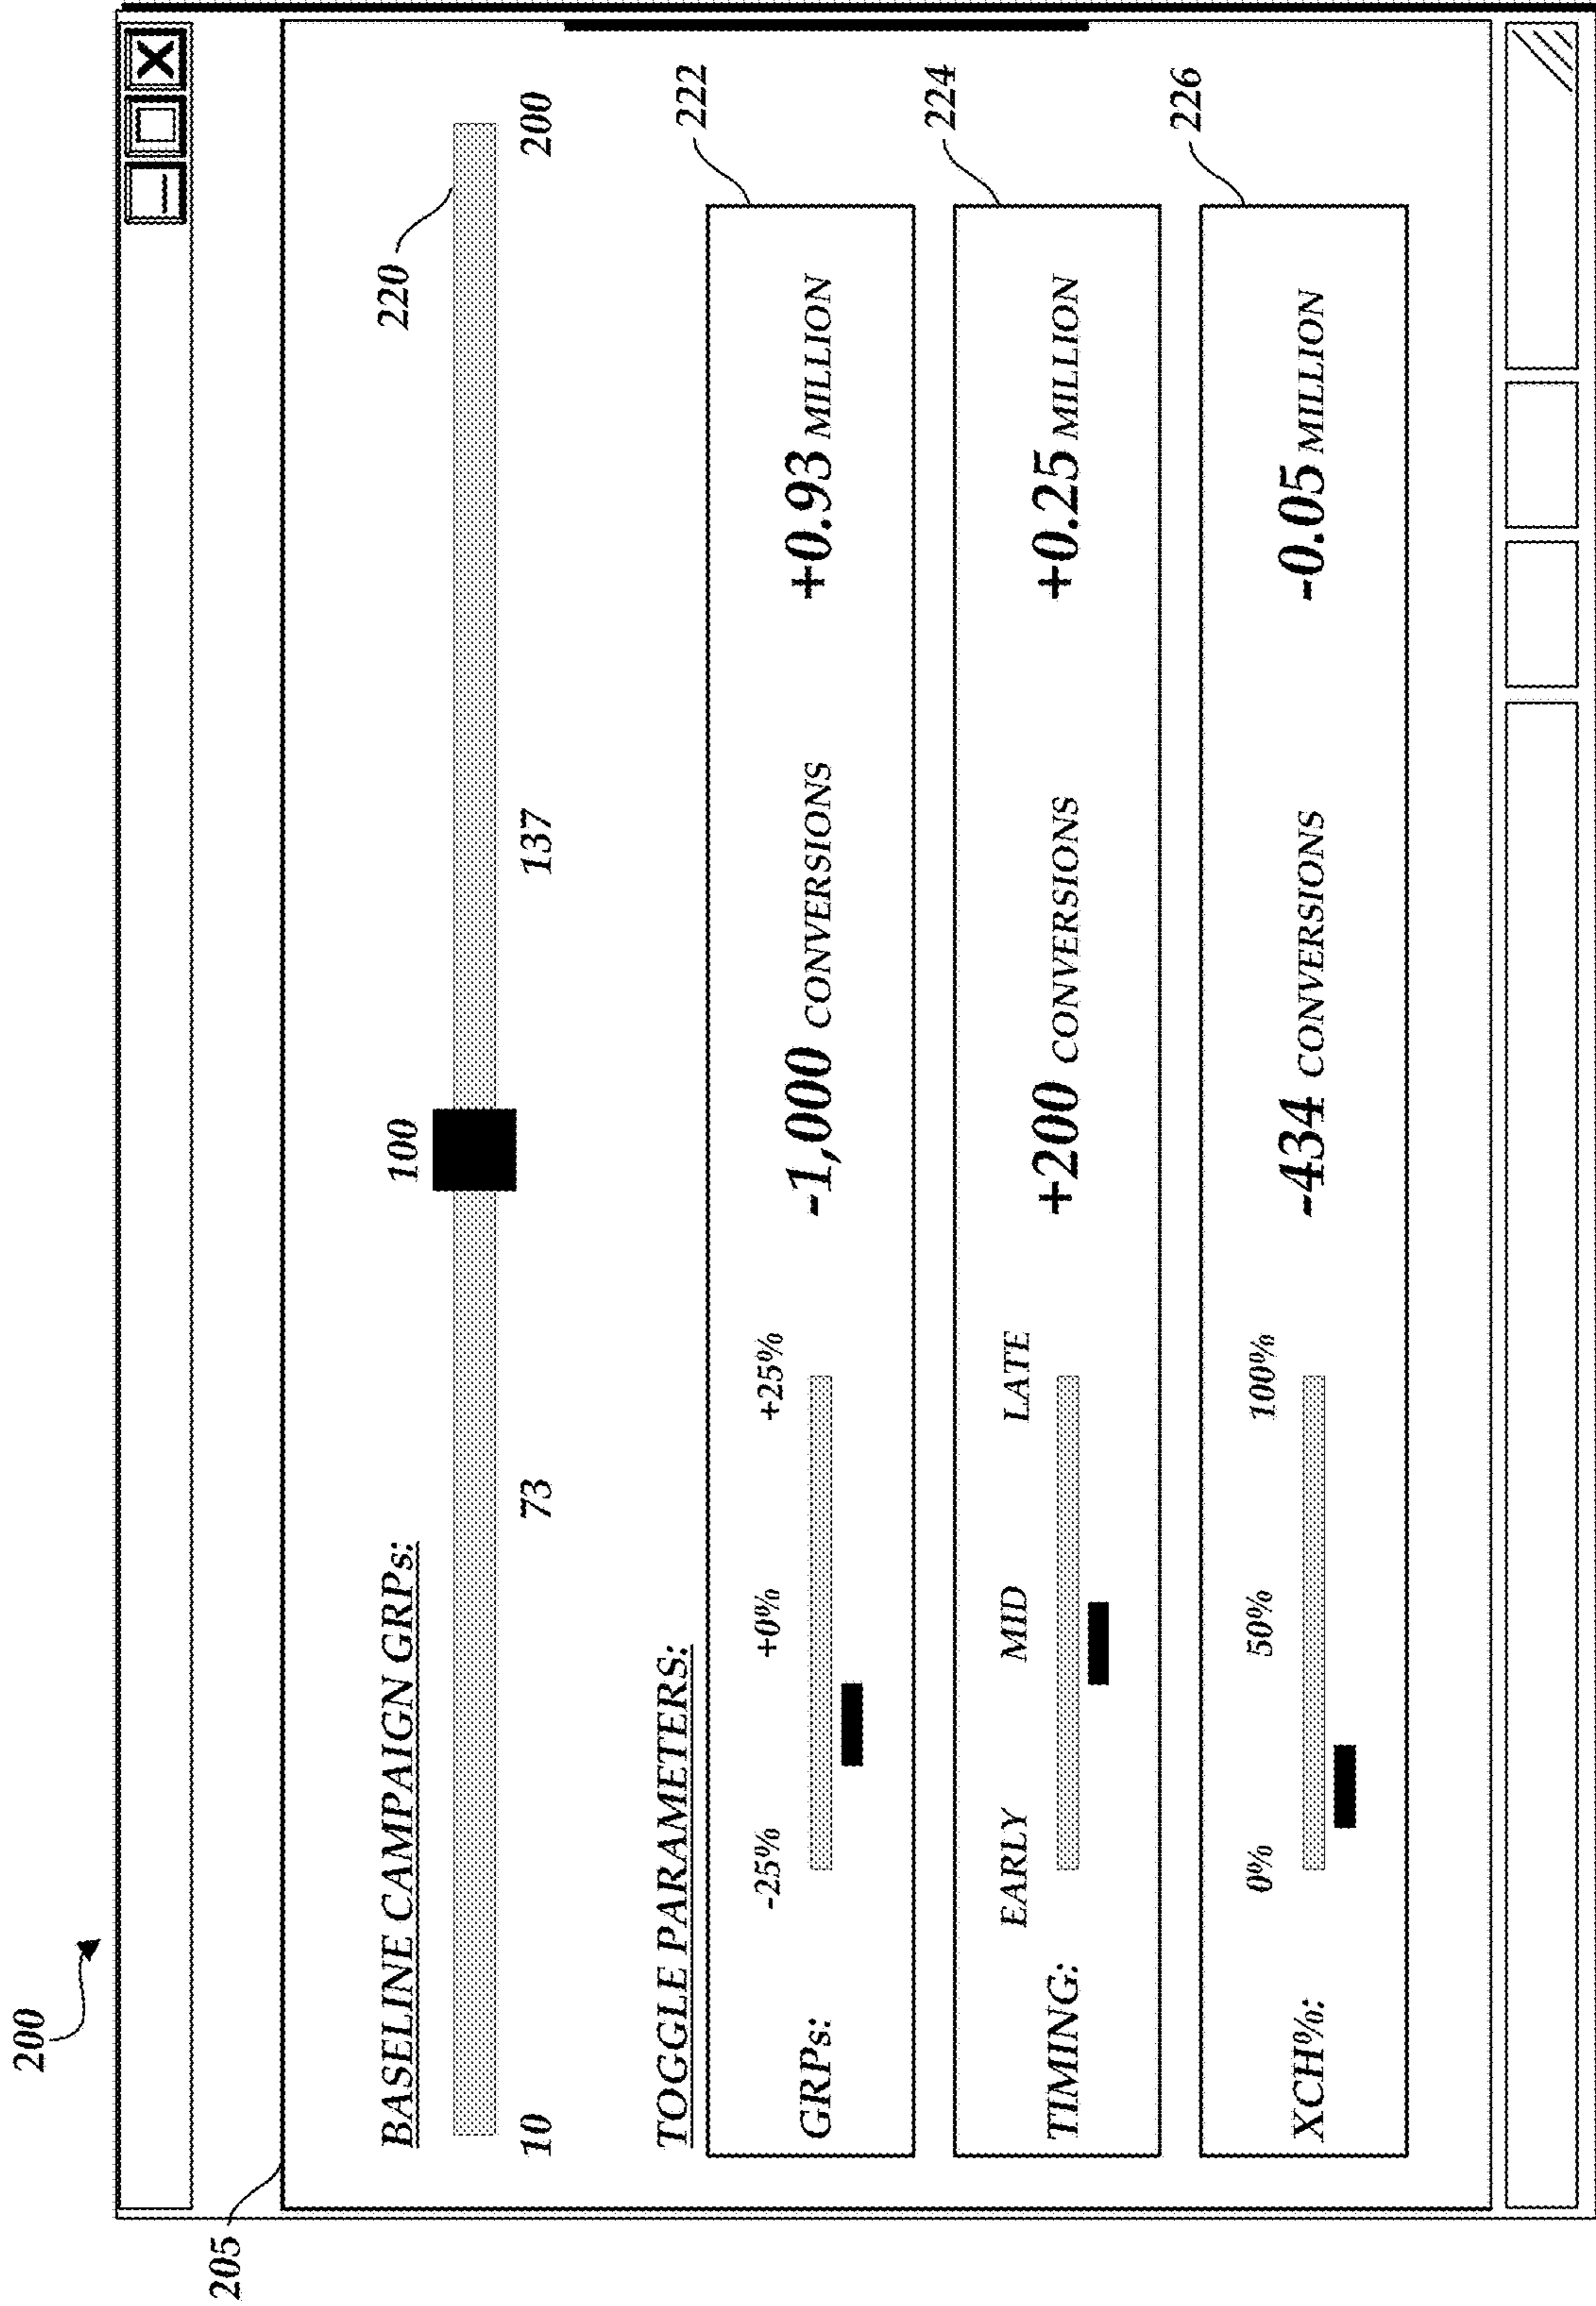 200
205
BASELINE CAMPAIGN GRPs:
100
220
10
73
137
200
TOGGLE PARAMETERS:
222
-25%
+0%
+25%
GRPs:
-1,000 CONVERSIONS
+0.93 MILLION
224
EARLY
MID
LATE
TIMING:
+200 CONVERSIONS
+0.25 MILLION
226
0%
50%
100%
XCH%:
-434 CONVERSIONS
-0.05 MILLION